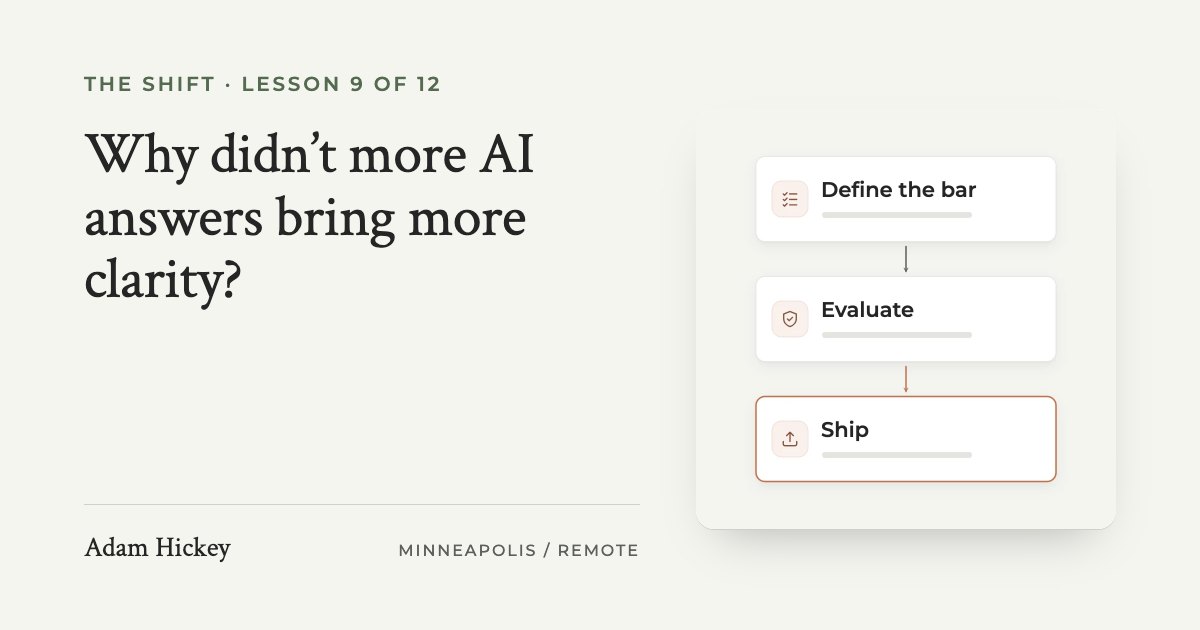 THE SHIFT · LESSON 9 OF 12
Why didn’t more AI
answers bring more
clarity?
Adam Hickey
MINNEAPOLIS / REMOTE
Define the bar
Evaluate
Ship